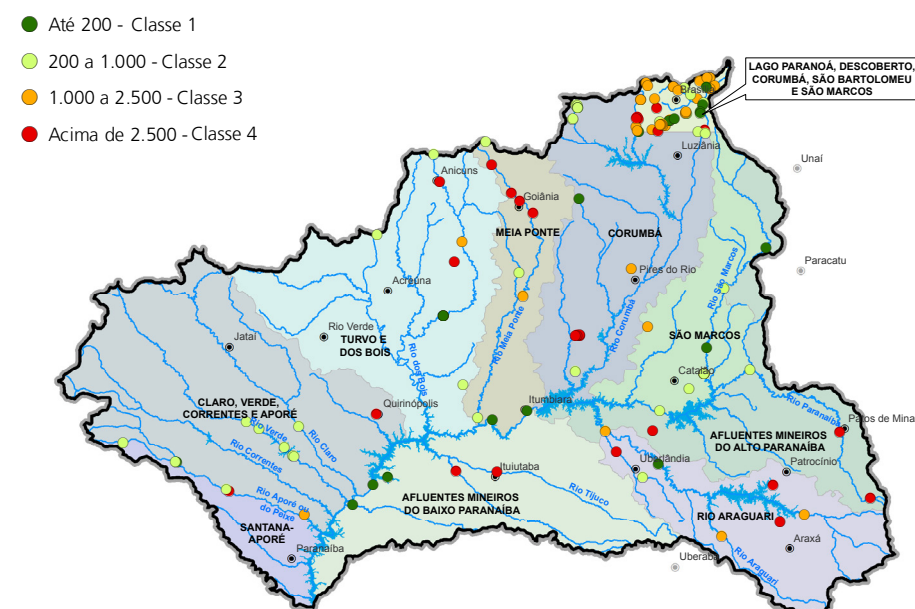 Até 200 - Classe 1
200 a 1.000 - Classe 2
1.000 a 2.500 - Classe 3
Acima de 2.500 - Classe 4
LAGO PARANOÁ, DESCOBERTO,
CORUMBÁ, SÃO BARTOLOMEU
E SÃO MARCOS
Brasília
Luziânia
Unaí
Anicuns
Goiânia
MEIA PONTE
CORUMBÁ
Paracatu
Pires do Rio
Rio São Marcos
Acreúna
Rio Meia Ponte
Rio Corumbá
Rio Verde
TURVO E
DOS BOIS
Rio dos Bois
Jataí
SÃO MARCOS
Catalão
Quirinópolis
Itumbiara
CLARO, VERDE,
CORRENTES E APORÉ
Rio Verde
Rio Claro
Rio Correntes
Rio Paranaíba
Patos de Mina
AFLUENTES MINEIROS
DO ALTO PARANAÍBA
Uberlândia
Patrocínio
Ituiutaba
Rio Tijuco
AFLUENTES MINEIROS
DO BAIXO PARANAÍBA
Rio Aporé ou
do Peixe
SANTANA-
APORÉ
Paranaíba
RIO ARAGUARI
Araxá
Uberaba
Rio Araguari